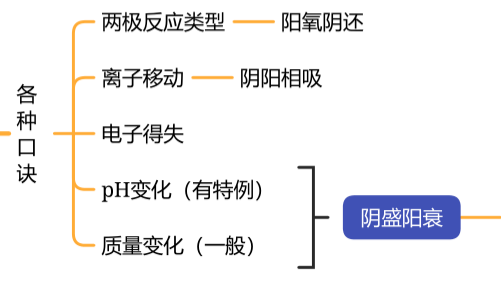 各种口诀
两极反应类型
阳氧阴还
离子移动
阴阳相吸
电子得失
pH变化（有特例）
质量变化（一般）
阴盛阳衰